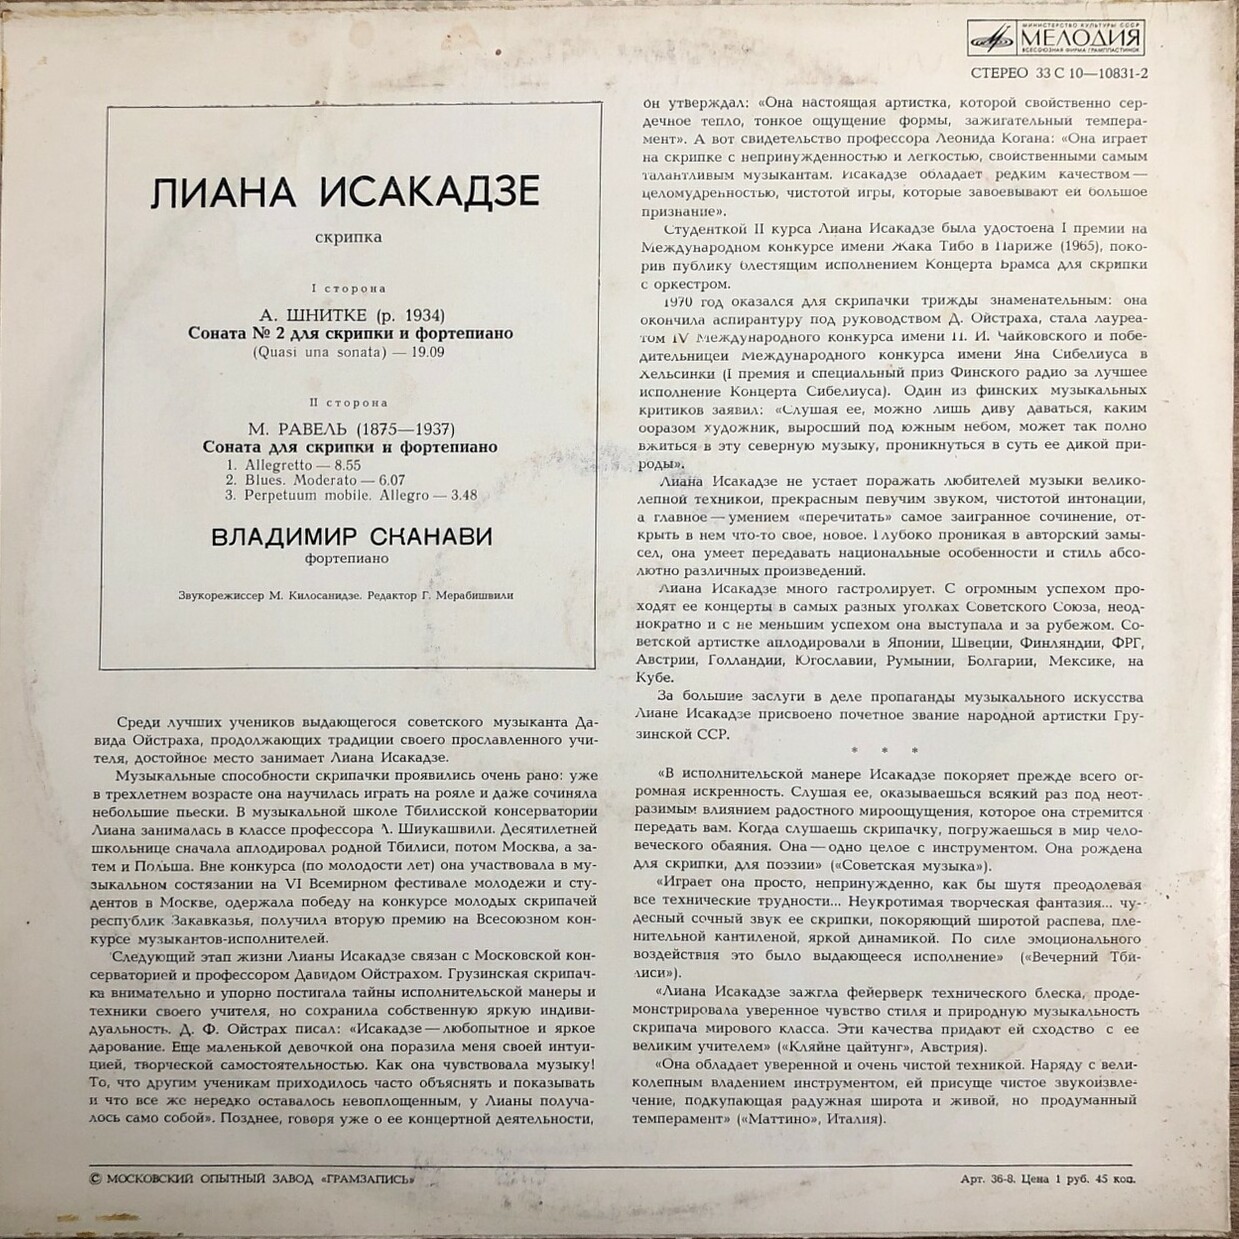 МИНИСТЕРСТВО КУЛЬТУРЫ СССР
МЕЛОДИЯ
ВСЕСОЮЗНАЯ ФИРМА ГРАМПЛАСТИНОК
СТЕРЕО 33 С 10—10831-2
ЛИАНА ИСАКАДЗЕ
скрипка
I сторона
А. ШНИТКЕ (р. 1934)
Соната № 2 для скрипки и фортепиано
(Quasi una sonata) — 19.09
II сторона
М. РАВЕЛЬ (1875—1937)
Соната для скрипки и фортепиано
1. Allegretto — 8.55
2. Blues. Moderato — 6.07
3. Perpetuum mobile. Allegro — 3.48
ВЛАДИМИР СКАНАВИ
фортепиано
Звукорежиссер М. Килосанидзе. Редактор Г. Мерабишвили
Среди лучших учеников выдающегося советского музыканта Да-
вида Ойстраха, продолжающих традиции своего прославленного учи-
теля, достойное место занимает Лиана Исакадзе.
Музыкальные способности скрипачки проявились очень рано: уже
в трехлетнем возрасте она научилась играть на рояле и даже сочиняла
небольшие пьески. В музыкальной школе Тбилисской консерватории
Лиана занималась в классе профессора Л. Шиукашвили. Десятилетней
школьнице сначала аплодировал родной Тбилиси, потом Москва, а за-
тем и Польша. Вне конкурса (по молодости лет) она участвовала в му-
зыкальном состязании на VI Всемирном фестивале молодежи и сту-
дентов в Москве, одержала победу на конкурсе молодых скрипачей
республик Закавказья, получила вторую премию на Всесоюзном кон-
курсе музыкантов-исполнителей.
Следующий этап жизни Лианы Исакадзе связан с Московской кон-
серваторией и профессором Давидом Ойстрахом. Грузинская скрипач-
ка внимательно и упорно постигала тайны исполнительской манеры и
техники своего учителя, но сохранила собственную яркую индиви-
дуальность. Д. Ф. Ойстрах писал: «Исакадзе — любопытное и яркое
дарование. Еще маленькой девочкой она поразила меня своей интуи-
цией, творческой самостоятельностью. Как она чувствовала музыку!
То, что другим ученикам приходилось часто объяснять и показывать
и что все же нередко оставалось невоплощенным, у Лианы получа-
лось само собой». Позднее, говоря уже о ее концертной деятельности,
он утверждал: «Она настоящая артистка, которой свойственно сер-
дечное тепло, тонкое ощущение формы, зажигательный темпера-
мент». А вот свидетельство профессора Леонида Когана: «Она играет
на скрипке с непринужденностью и легкостью, свойственными самым
талантливым музыкантам. Исакадзе обладает редким качеством —
целомудренностью, чистотой игры, которые завоевывают ей большое
признание».
Студенткой II курса Лиана Исакадзе была удостоена I премии на
Международном конкурсе имени Жака Тибо в Париже (1965), поко-
рив публику блестящим исполнением Концерта Брамса для скрипки
с оркестром.
1970 год оказался для скрипачки трижды знаменательным: она
окончила аспирантуру под руководством Д. Ойстраха, стала лауреа-
том IV Международного конкурса имени П. И. Чайковского и побе-
дительницей Международного конкурса имени Яна Сибелиуса в
Хельсинки (I премия и специальный приз Финского радио за лучшее
исполнение Концерта Сибелиуса). Один из финских музыкальных
критиков заявил: «Слушая ее, можно лишь диву даваться, каким
образом художник, выросший под южным небом, может так полно
вжиться в эту северную музыку, проникнуться в суть ее дикой при-
роды».
Лиана Исакадзе не устает поражать любителей музыки велико-
лепной техникой, прекрасным певучим звуком, чистотой интонации,
а главное — умением «перечитать» самое заигранное сочинение, от-
крыть в нем что-то свое, новое. Глубоко проникая в авторский замы-
сел, она умеет передавать национальные особенности и стиль абсо-
лютно различных произведений.
Лиана Исакадзе много гастролирует. С огромным успехом про-
ходят ее концерты в самых разных уголках Советского Союза, неод-
нократно и с не меньшим успехом она выступала и за рубежом. Со-
ветской артистке аплодировали в Японии, Швеции, Финляндии, ФРГ,
Австрии, Голландии, Югославии, Румынии, Болгарии, Мексике, на
Кубе.
За большие заслуги в деле пропаганды музыкального искусства
Лиане Исакадзе присвоено почетное звание народной артистки Гру-
зинской ССР.
* * *
«В исполнительской манере Исакадзе покоряет прежде всего ог-
ромная искренность. Слушая ее, оказываешься всякий раз под неот-
разимым влиянием радостного мироощущения, которое она стремится
передать вам. Когда слушаешь скрипачку, погружаешься в мир чело-
веческого обаяния. Она — одно целое с инструментом. Она рождена
для скрипки, для поэзии» («Советская музыка»).
«Играет она просто, непринужденно, как бы шутя преодолевая
все технические трудности... Неукротимая творческая фантазия... чу-
десный сочный звук ее скрипки, покоряющий широтой распева, пле-
нительной кантиленой, яркой динамикой. По силе эмоционального
воздействия это было выдающееся исполнение» («Вечерний Тби-
лиси»).
«Лиана Исакадзе зажгла фейерверк технического блеска, проде-
монстрировала уверенное чувство стиля и природную музыкальность
скрипача мирового класса. Эти качества придают ей сходство с ее
великим учителем» («Кляйне цайтунг», Австрия).
«Она обладает уверенной и очень чистой техникой. Наряду с вели-
колепным владением инструментом, ей присуще чистое звукоизвле-
чение, подкупающая радужная широта и живой, но продуманный
темперамент» («Маттино», Италия).
© МОСКОВСКИЙ ОПЫТНЫЙ ЗАВОД «ГРАМЗАПИСЬ»
Арт. 36-8. Цена 1 руб. 45 коп.